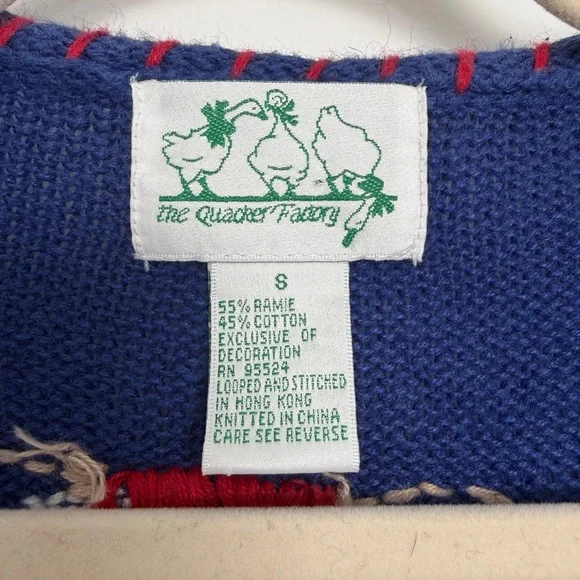 the Quacker Factory
S
55% RAMIE
45% COTTON
EXCLUSIVE OF
DECORATION
RN 95524
LOOPED AND STITCHED
IN HONG KONG
KNITTED IN CHINA
CARE SEE REVERSE